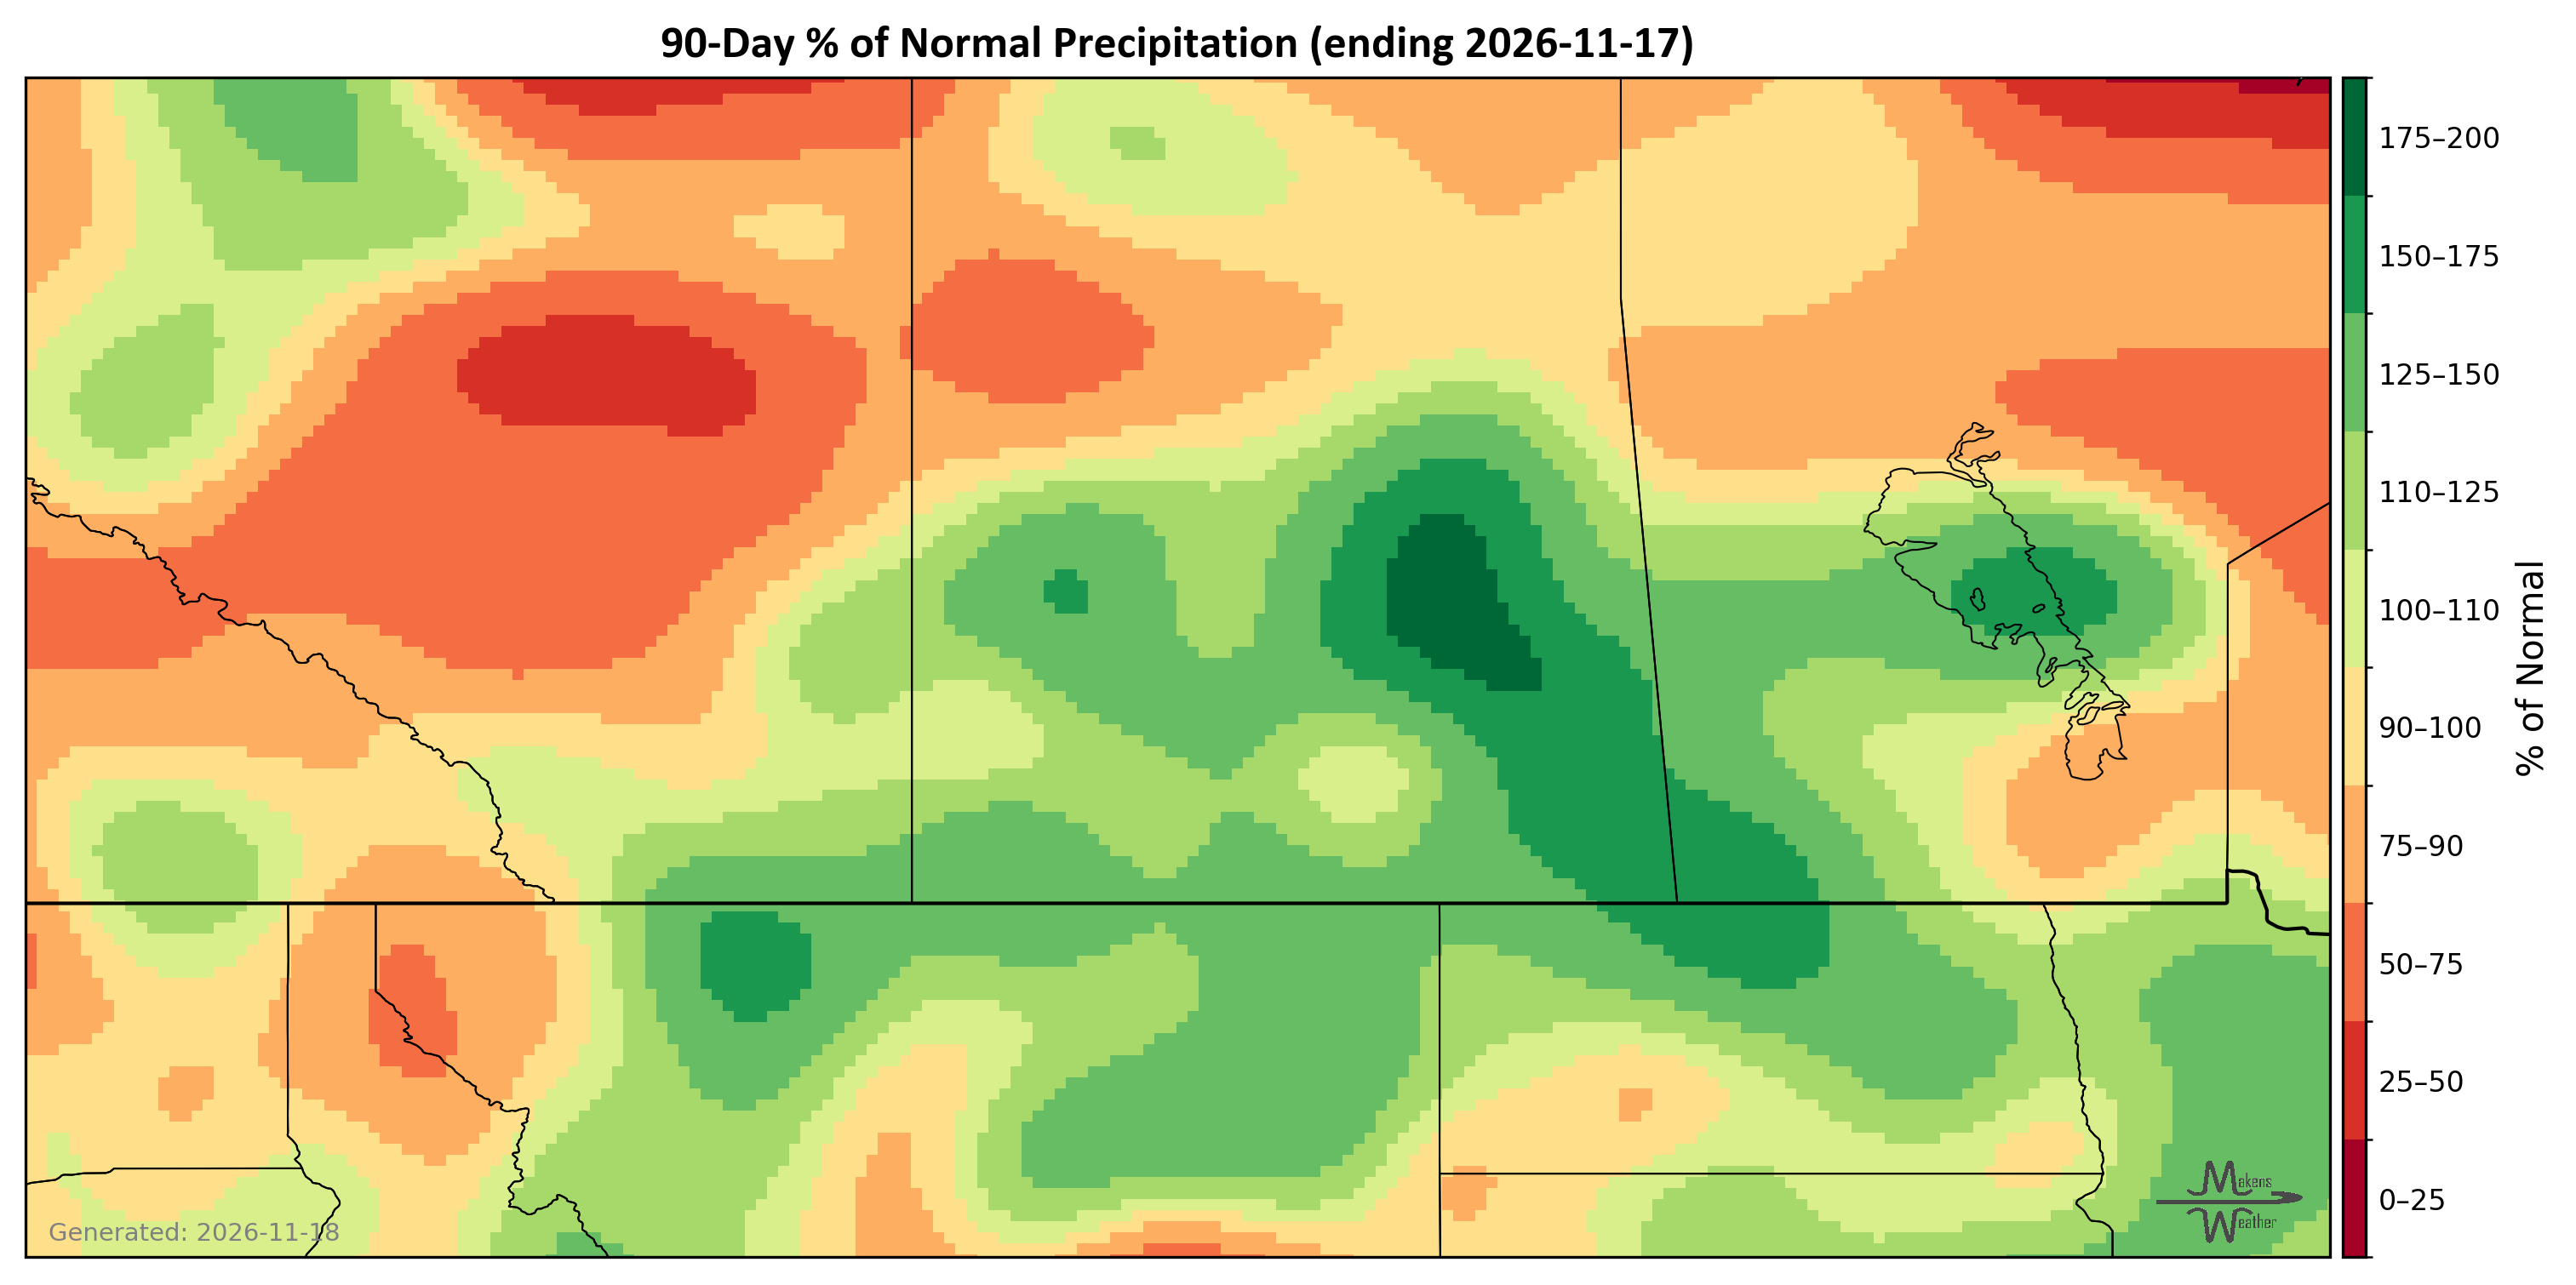 90-Day % of Normal Precipitation (ending 2026-11-17)
175–200
150–175
125–150
110–125
100–110
90–100
75–90
50–75
25–50
0–25
% of Normal
Generated: 2026-11-18
Makens
Weather